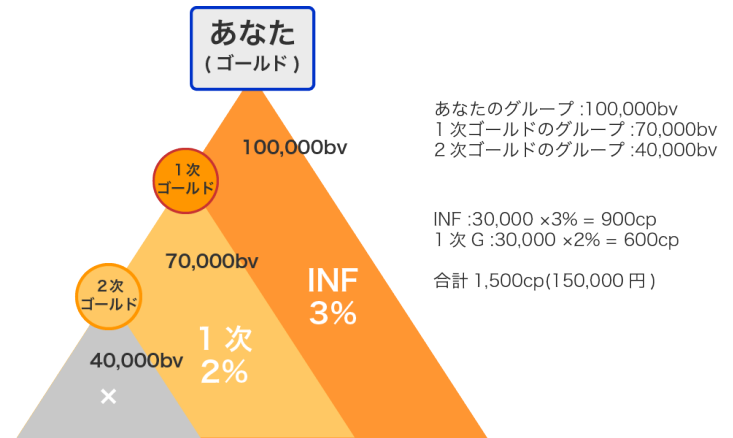 あなた
(ゴールド)
100,000bv
1次
ゴールド
70,000bv
INF
3%
2次
ゴールド
1次
2%
40,000bv
×
あなたのグループ:100,000bv
1次ゴールドのグループ:70,000bv
2次ゴールドのグループ:40,000bv
INF:30,000 ×3% = 900cp
1次G:30,000 ×2% = 600cp
合計1,500cp(150,000円)